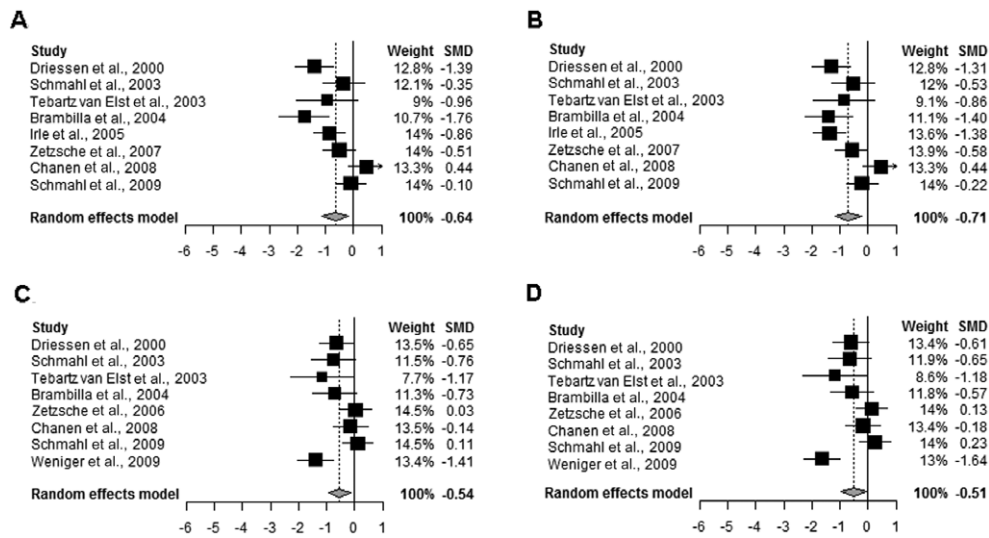 A
Study Weight SMD
Driessen et al., 2000 12.8% -1.39
Schmahl et al., 2003 12.1% -0.35
Tebartz van Elst et al., 2003 9% -0.96
Brambilla et al., 2004 10.7% -1.76
Irle et al., 2005 14% -0.86
Zetzsche et al., 2007 14% -0.51
Chanen et al., 2008 13.3% 0.44
Schmahl et al., 2009 14% -0.10
Random effects model 100% -0.64
-6 -5 -4 -3 -2 -1 0 1
B
Study Weight SMD
Driessen et al., 2000 12.8% -1.31
Schmahl et al., 2003 12% -0.53
Tebartz van Elst et al., 2003 9.1% -0.86
Brambilla et al., 2004 11.1% -1.40
Irle et al., 2005 13.6% -1.38
Zetzsche et al., 2007 13.9% -0.58
Chanen et al., 2008 13.3% 0.44
Schmahl et al., 2009 14% -0.22
Random effects model 100% -0.71
-6 -5 -4 -3 -2 -1 0 1
C
Study Weight SMD
Driessen et al., 2000 13.5% -0.65
Schmahl et al., 2003 11.5% -0.76
Tebartz van Elst et al., 2003 7.7% -1.17
Brambilla et al., 2004 11.3% -0.73
Zetzsche et al., 2006 14.5% 0.03
Chanen et al., 2008 13.5% -0.14
Schmahl et al., 2009 14.5% 0.11
Weniger et al., 2009 13.4% -1.41
Random effects model 100% -0.54
-6 -5 -4 -3 -2 -1 0 1
D
Study Weight SMD
Driessen et al., 2000 13.4% -0.61
Schmahl et al., 2003 11.9% -0.65
Tebartz van Elst et al., 2003 8.6% -1.18
Brambilla et al., 2004 11.8% -0.57
Zetzsche et al., 2006 14% 0.13
Chanen et al., 2008 13.4% -0.18
Schmahl et al., 2009 14% 0.23
Weniger et al., 2009 13% -1.64
Random effects model 100% -0.51
-6 -5 -4 -3 -2 -1 0 1